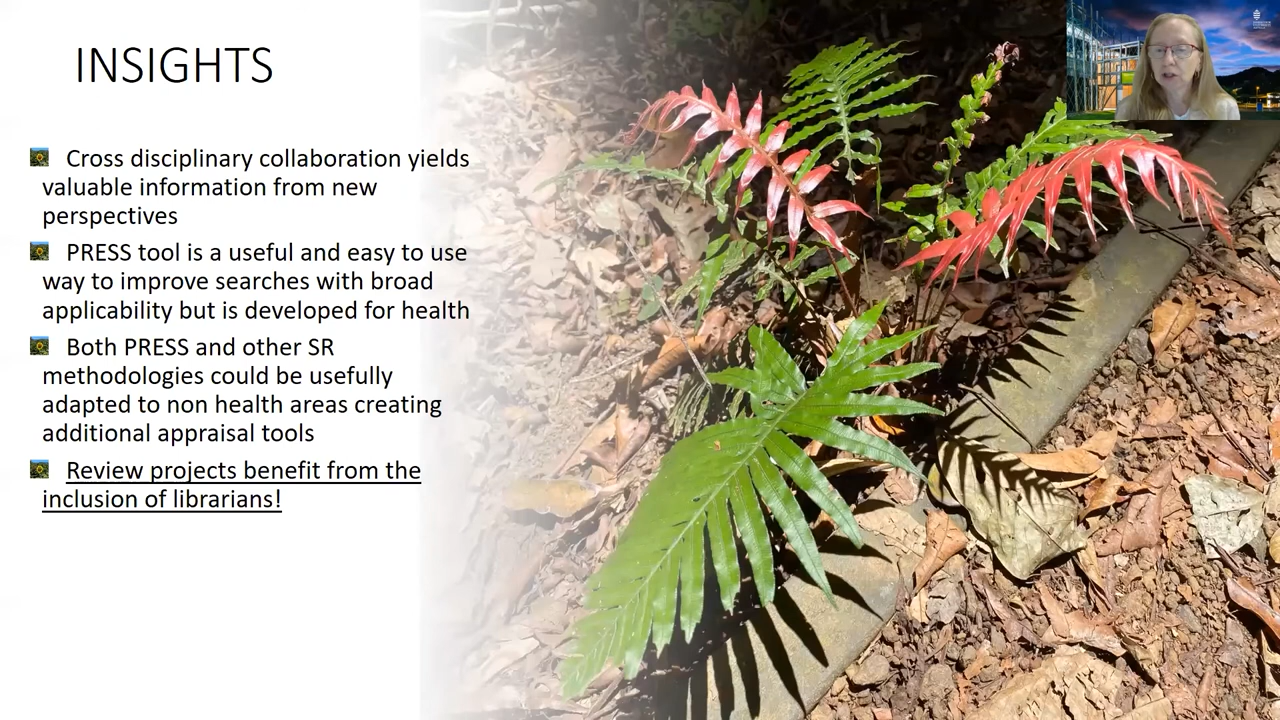 INSIGHTS
Cross disciplinary collaboration yields
valuable information from new
perspectives
PRESS tool is a useful and easy to use
way to improve searches with broad
applicability but is developed for health
Both PRESS and other SR
methodologies could be usefully
adapted to non health areas creating
additional appraisal tools
Review projects benefit from the
inclusion of librarians!